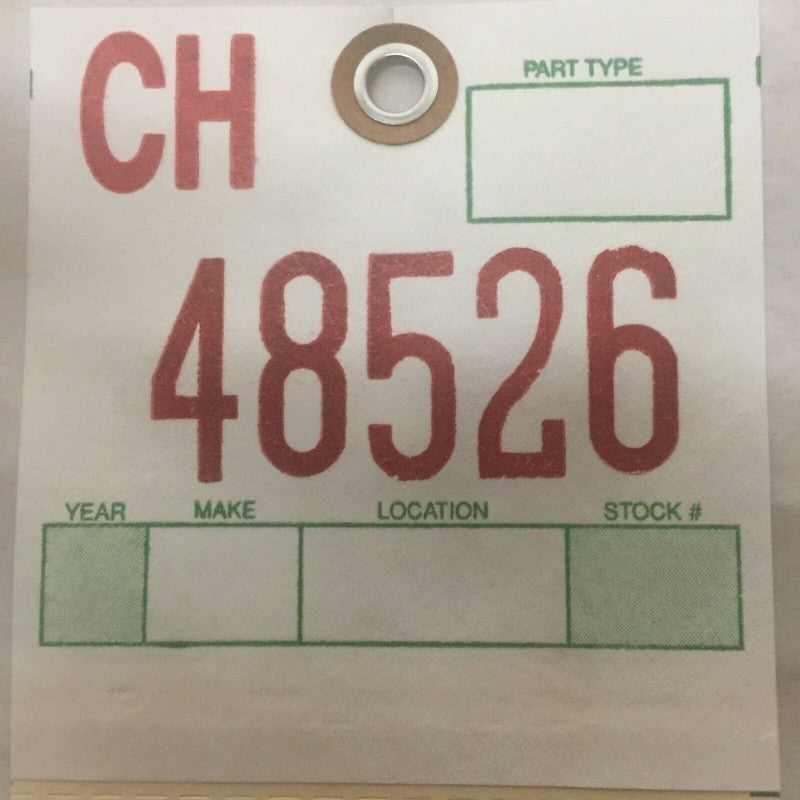 CH
PART TYPE
48526
YEAR MAKE LOCATION STOCK #